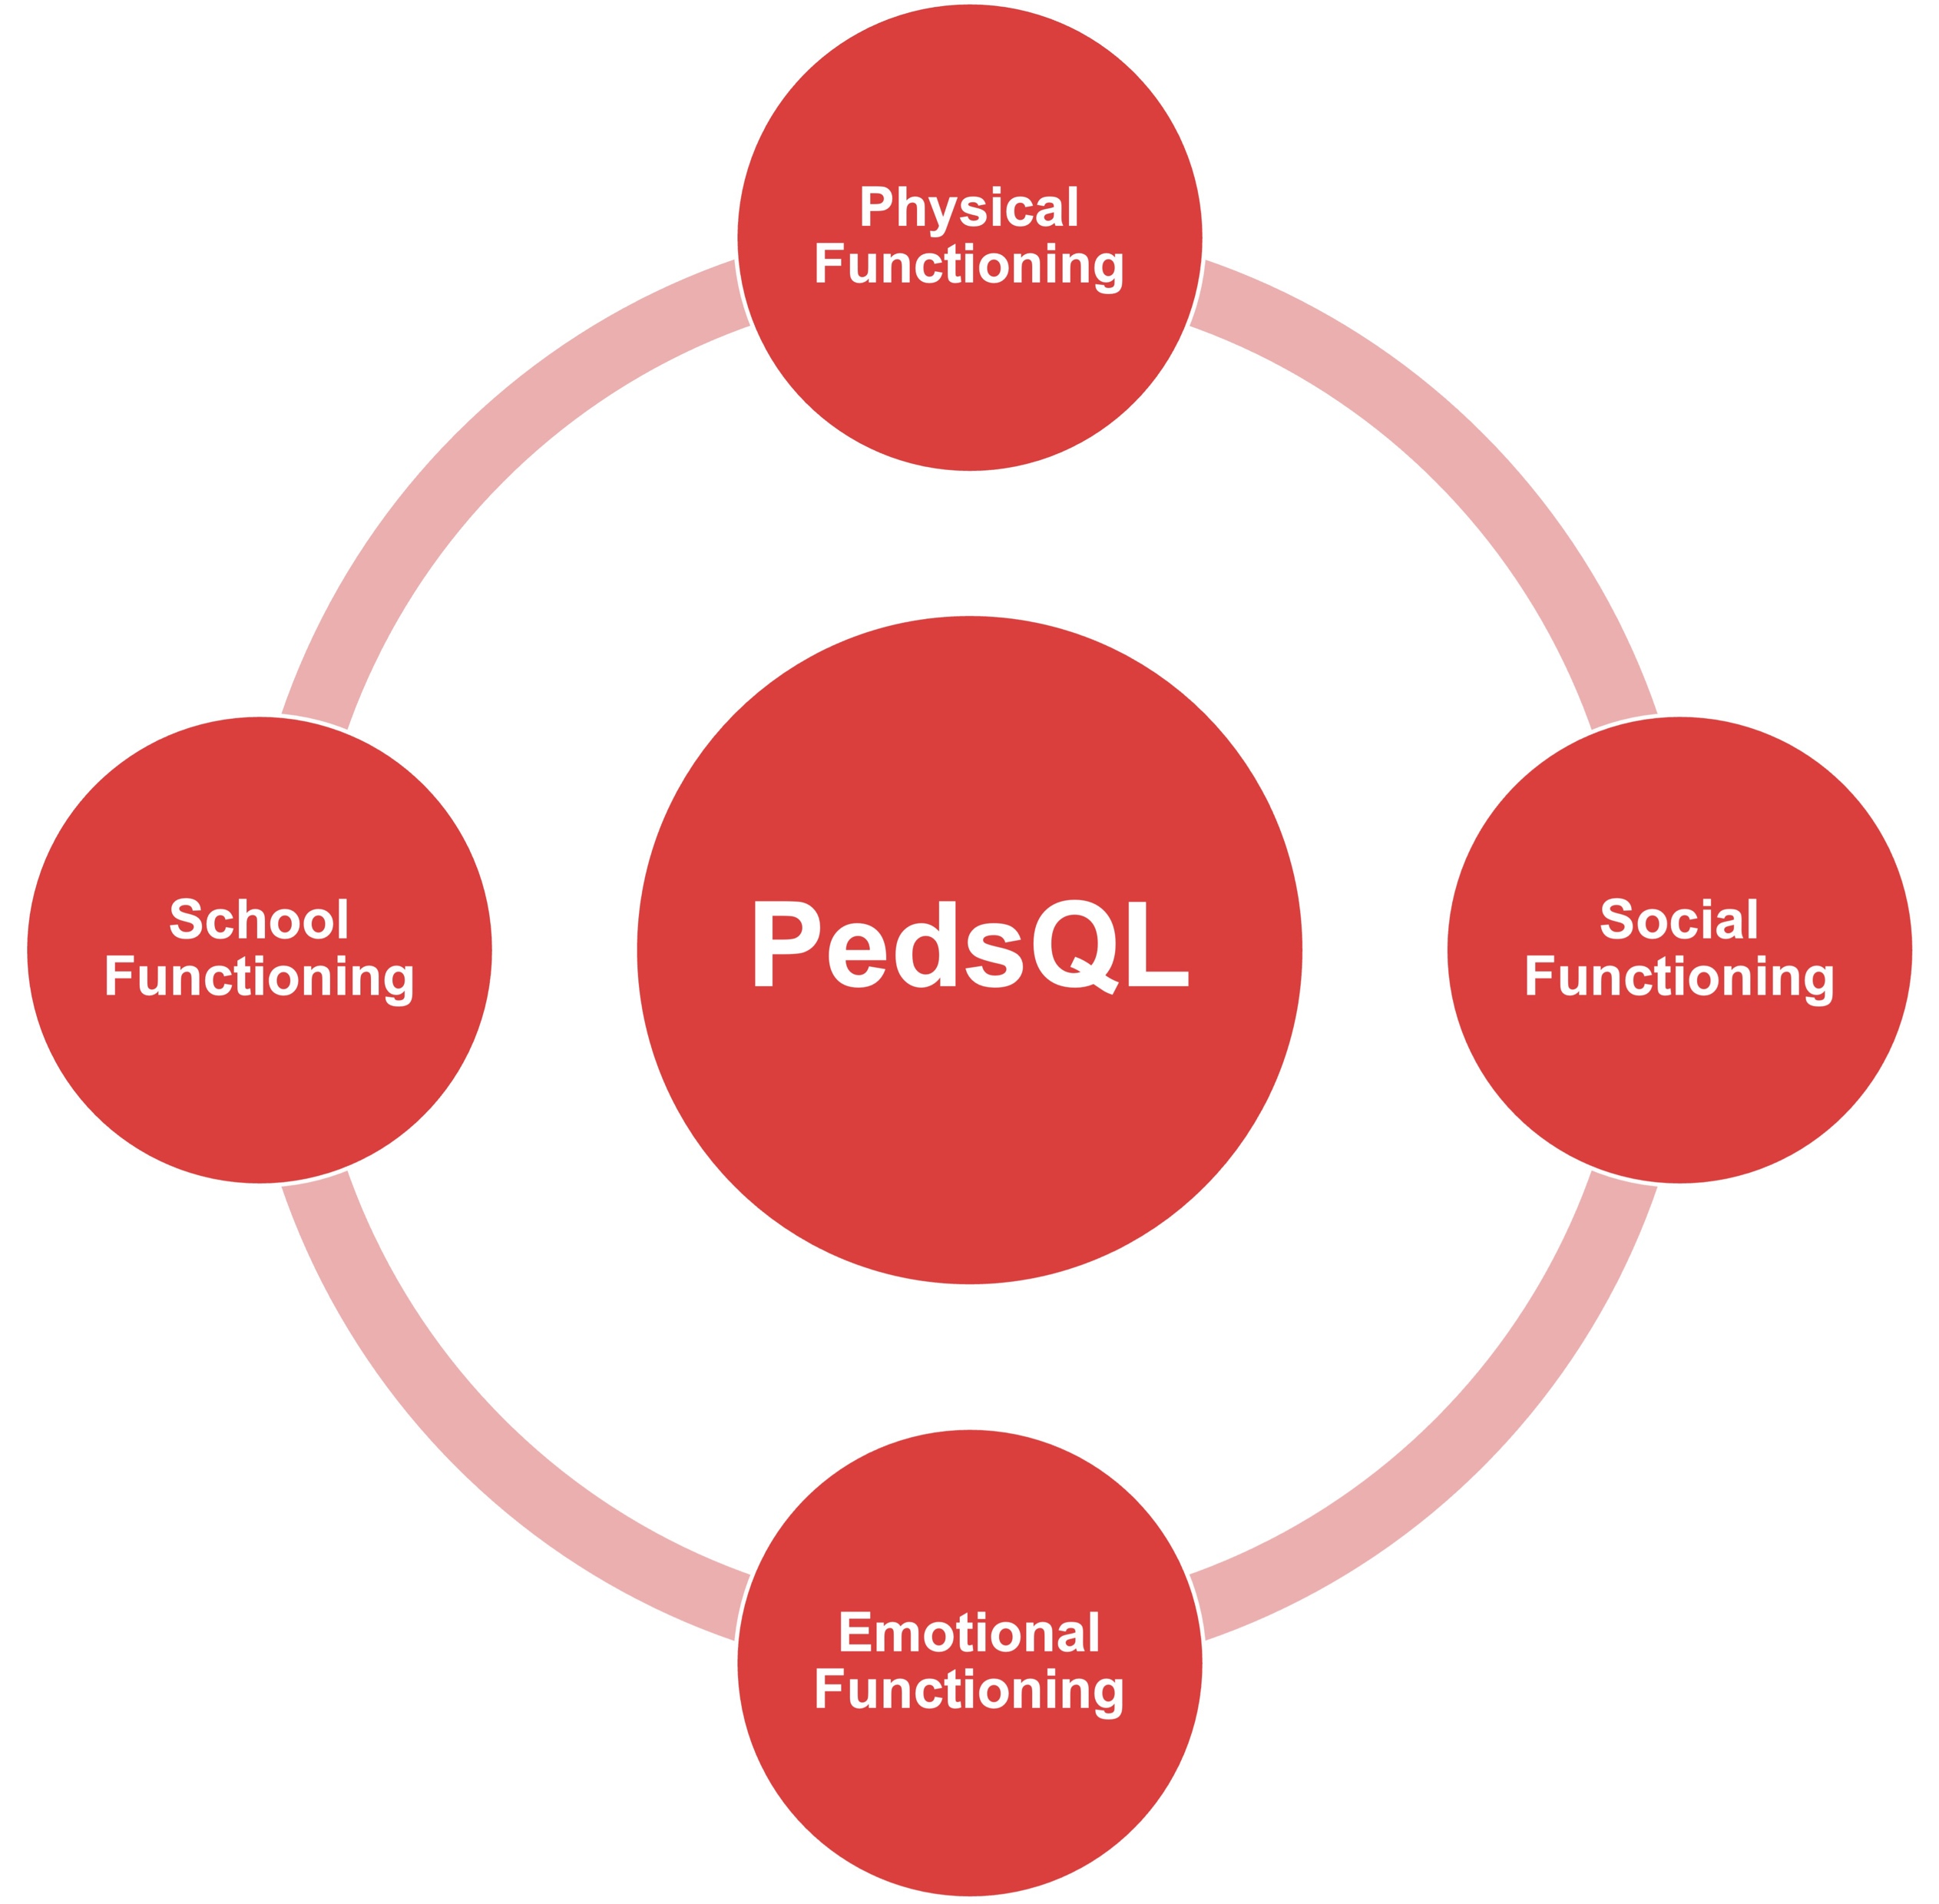 Physical
Functioning
School
Functioning
PedsQL
Social
Functioning
Emotional
Functioning